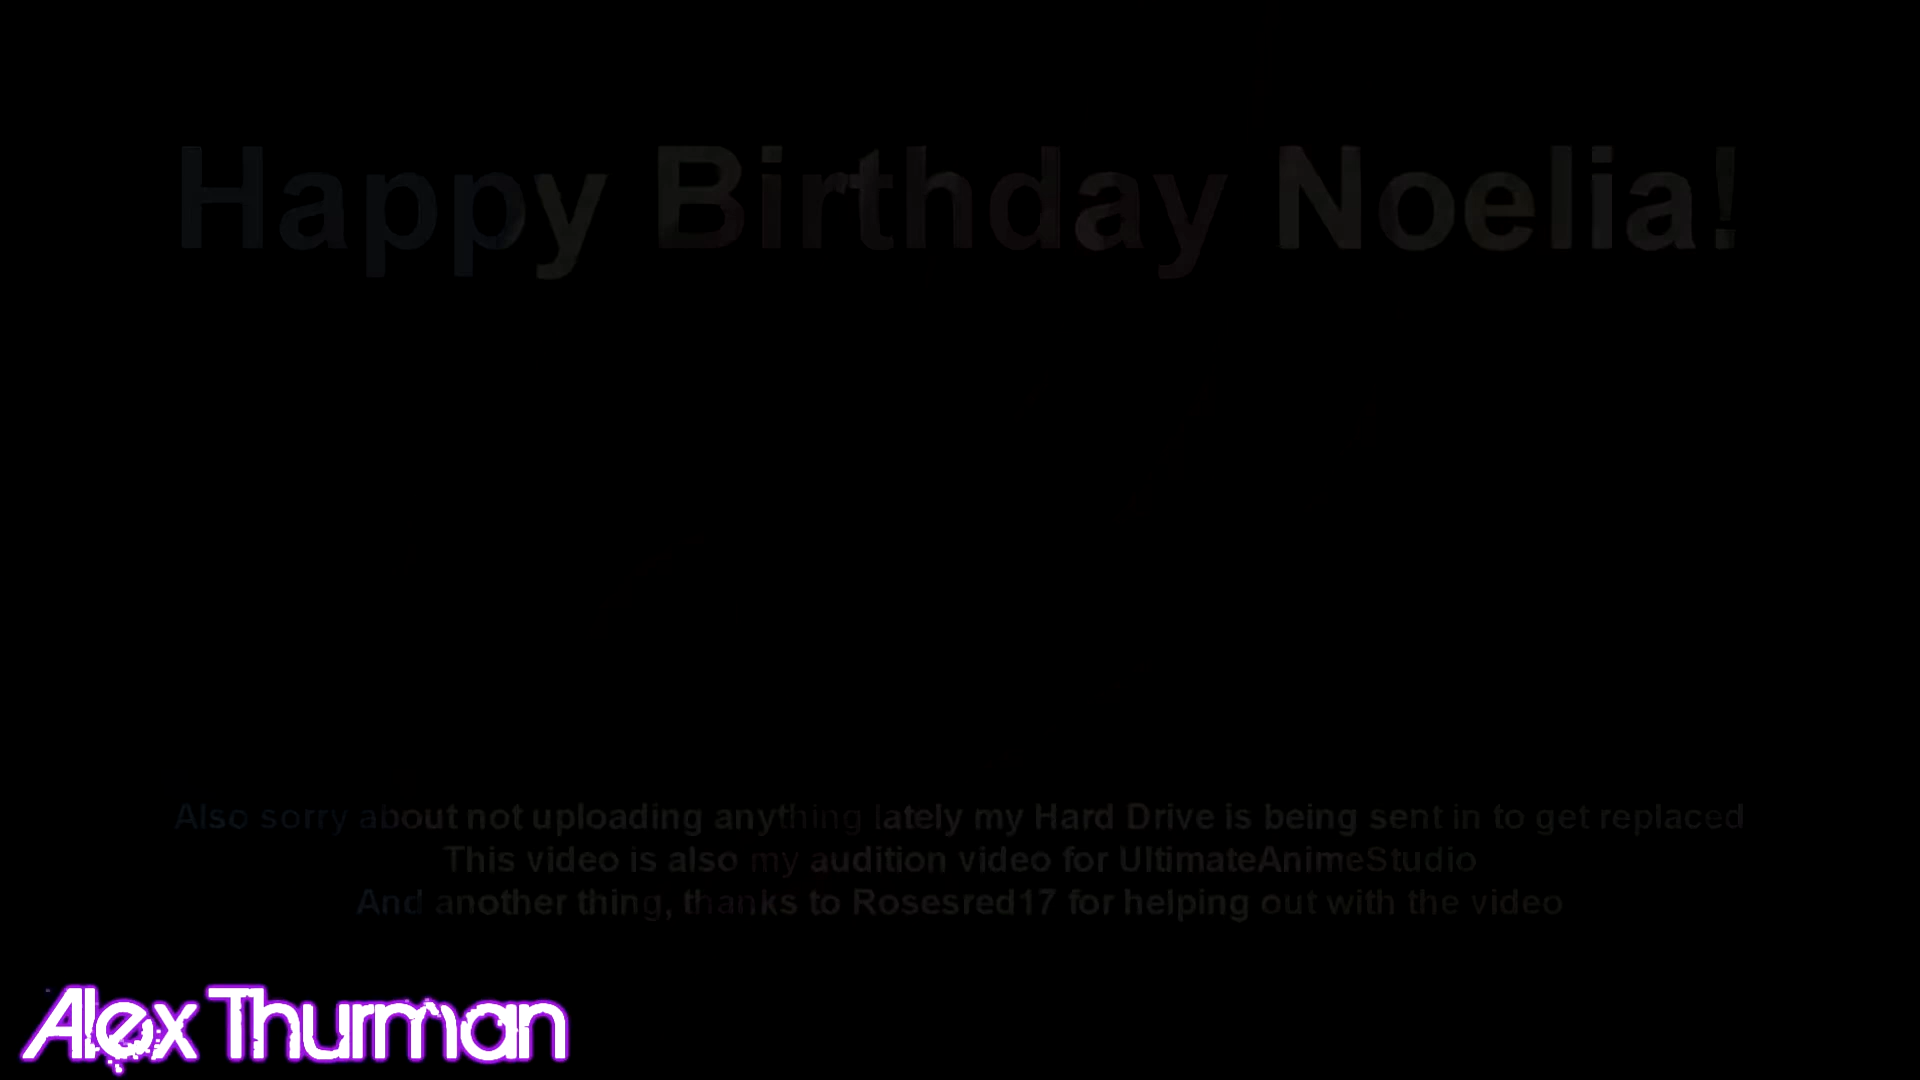 Happy Birthday Noelia!
Also sorry about not uploading anything lately my Hard Drive is being sent in to get replaced
This video is also my audition video for UltimateAnimeStudio
And another thing, thanks to Rosesred17 for helping out with the video
Alex Thurman